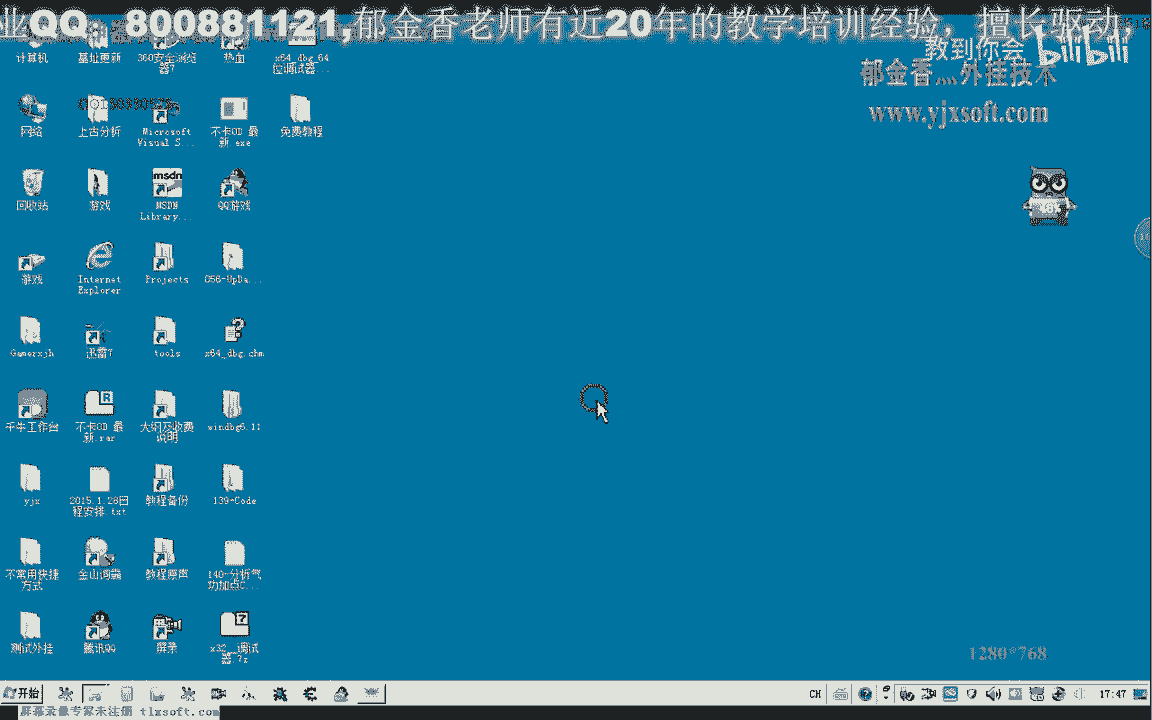 业QQ：800881121,郁金香老师有近20年的教学培训经验，擅长驱动，
教到你会
bilibili
郁金香灬外挂技术
www.yjxsoft.com
计算机
基址更新
360安全浏览器7
热血
x64_dbg_64位调试器...
网络
上古分析
Microsoft Visual S...
不卡OD 最新.exe
免费教程
回收站
游戏
msdn
MSDN Library...
QQ游戏
游戏
Internet Explorer
Projects
Gamerxjh
迅雷7
tools
x64_dbg.chm
千牛工作台
不卡OD 最新.rar
大纲及收费说明
windbg6.11
yjx
2015.1.28日程安排.txt
教程备份
139-Code
不常用快捷方式
金山词霸
教程原声
140-分析气功加点C...
测试外挂
腾讯QQ
屏录
x32__调试器.7z
1280*768
开始
CH
17:47
屏幕录像专家未注册 tlxsoft.com